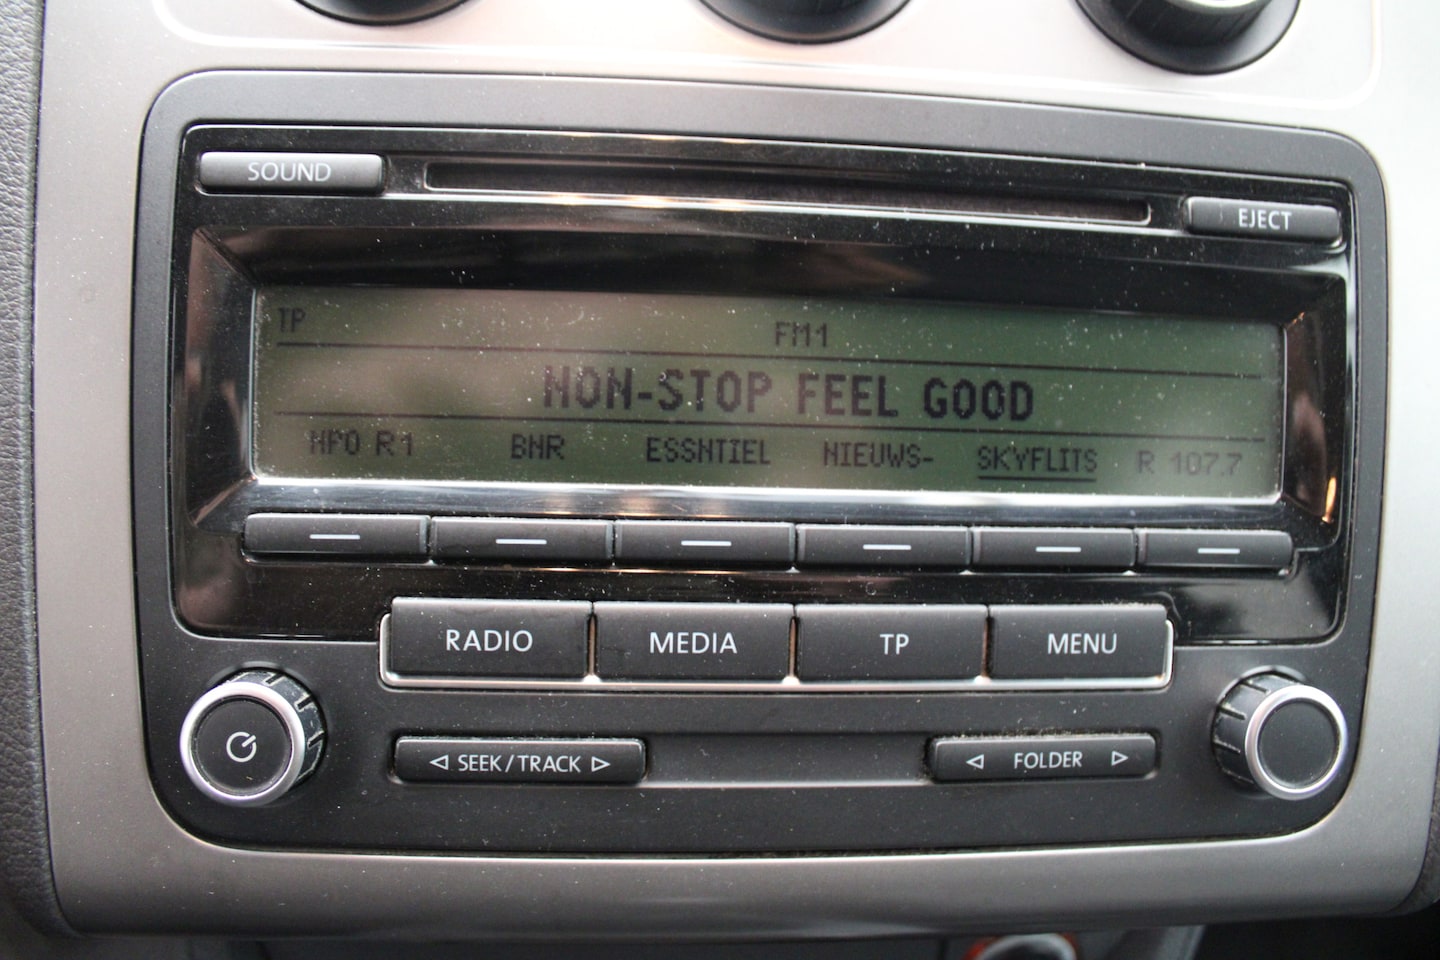 SOUND
EJECT
TP
FM1
NON-STOP FEEL GOOD
NPO R1 BNR ESSNTIEL NIEUWS- SKYFLITS R 107.7
RADIO MEDIA TP MENU
SEEK/TRACK FOLDER